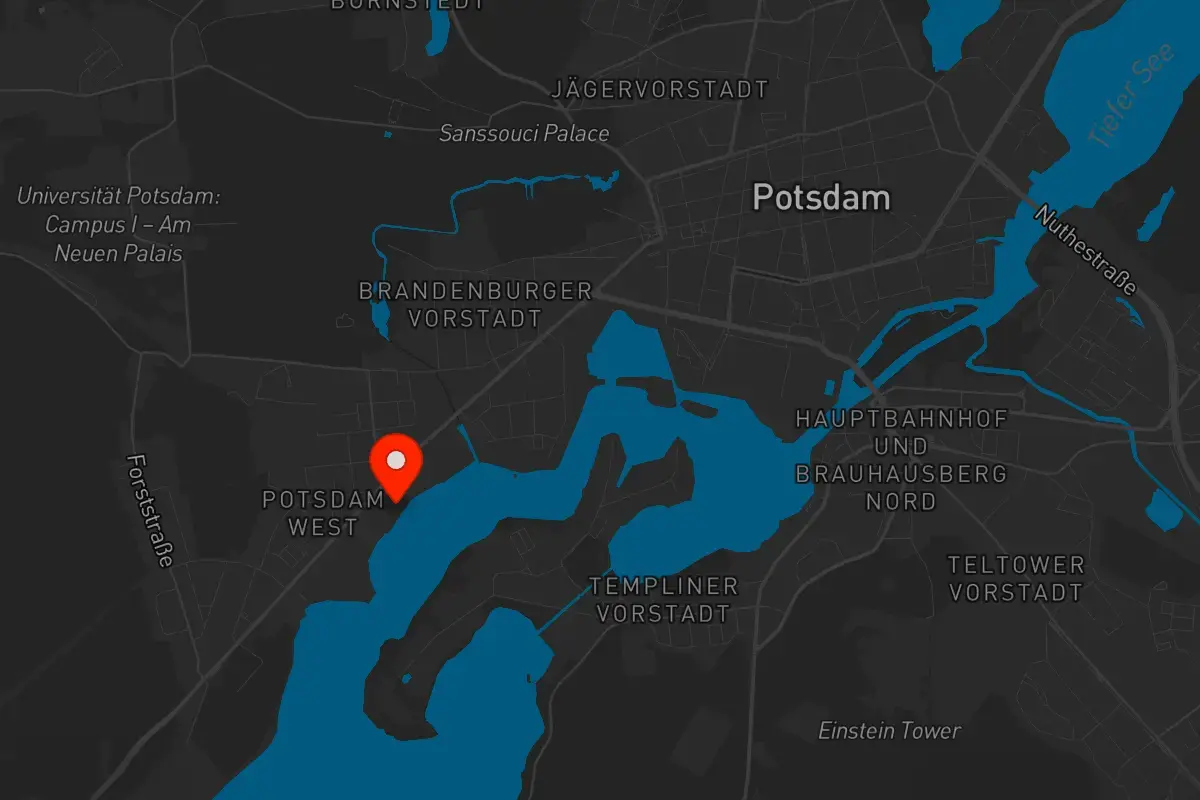 BORNSTEDT
JÄGERVORSTADT
Sanssouci Palace
Tiefer See
Universität Potsdam:
Campus I – Am
Neuen Palais
Potsdam
Nuthestraße
BRANDENBURGER
VORSTADT
HAUPTBAHNHOF
UND
BRAUHAUSBERG
NORD
Forststraße
POTSDAM
WEST
TEMPLINER
VORSTADT
TELTOWER
VORSTADT
Einstein Tower